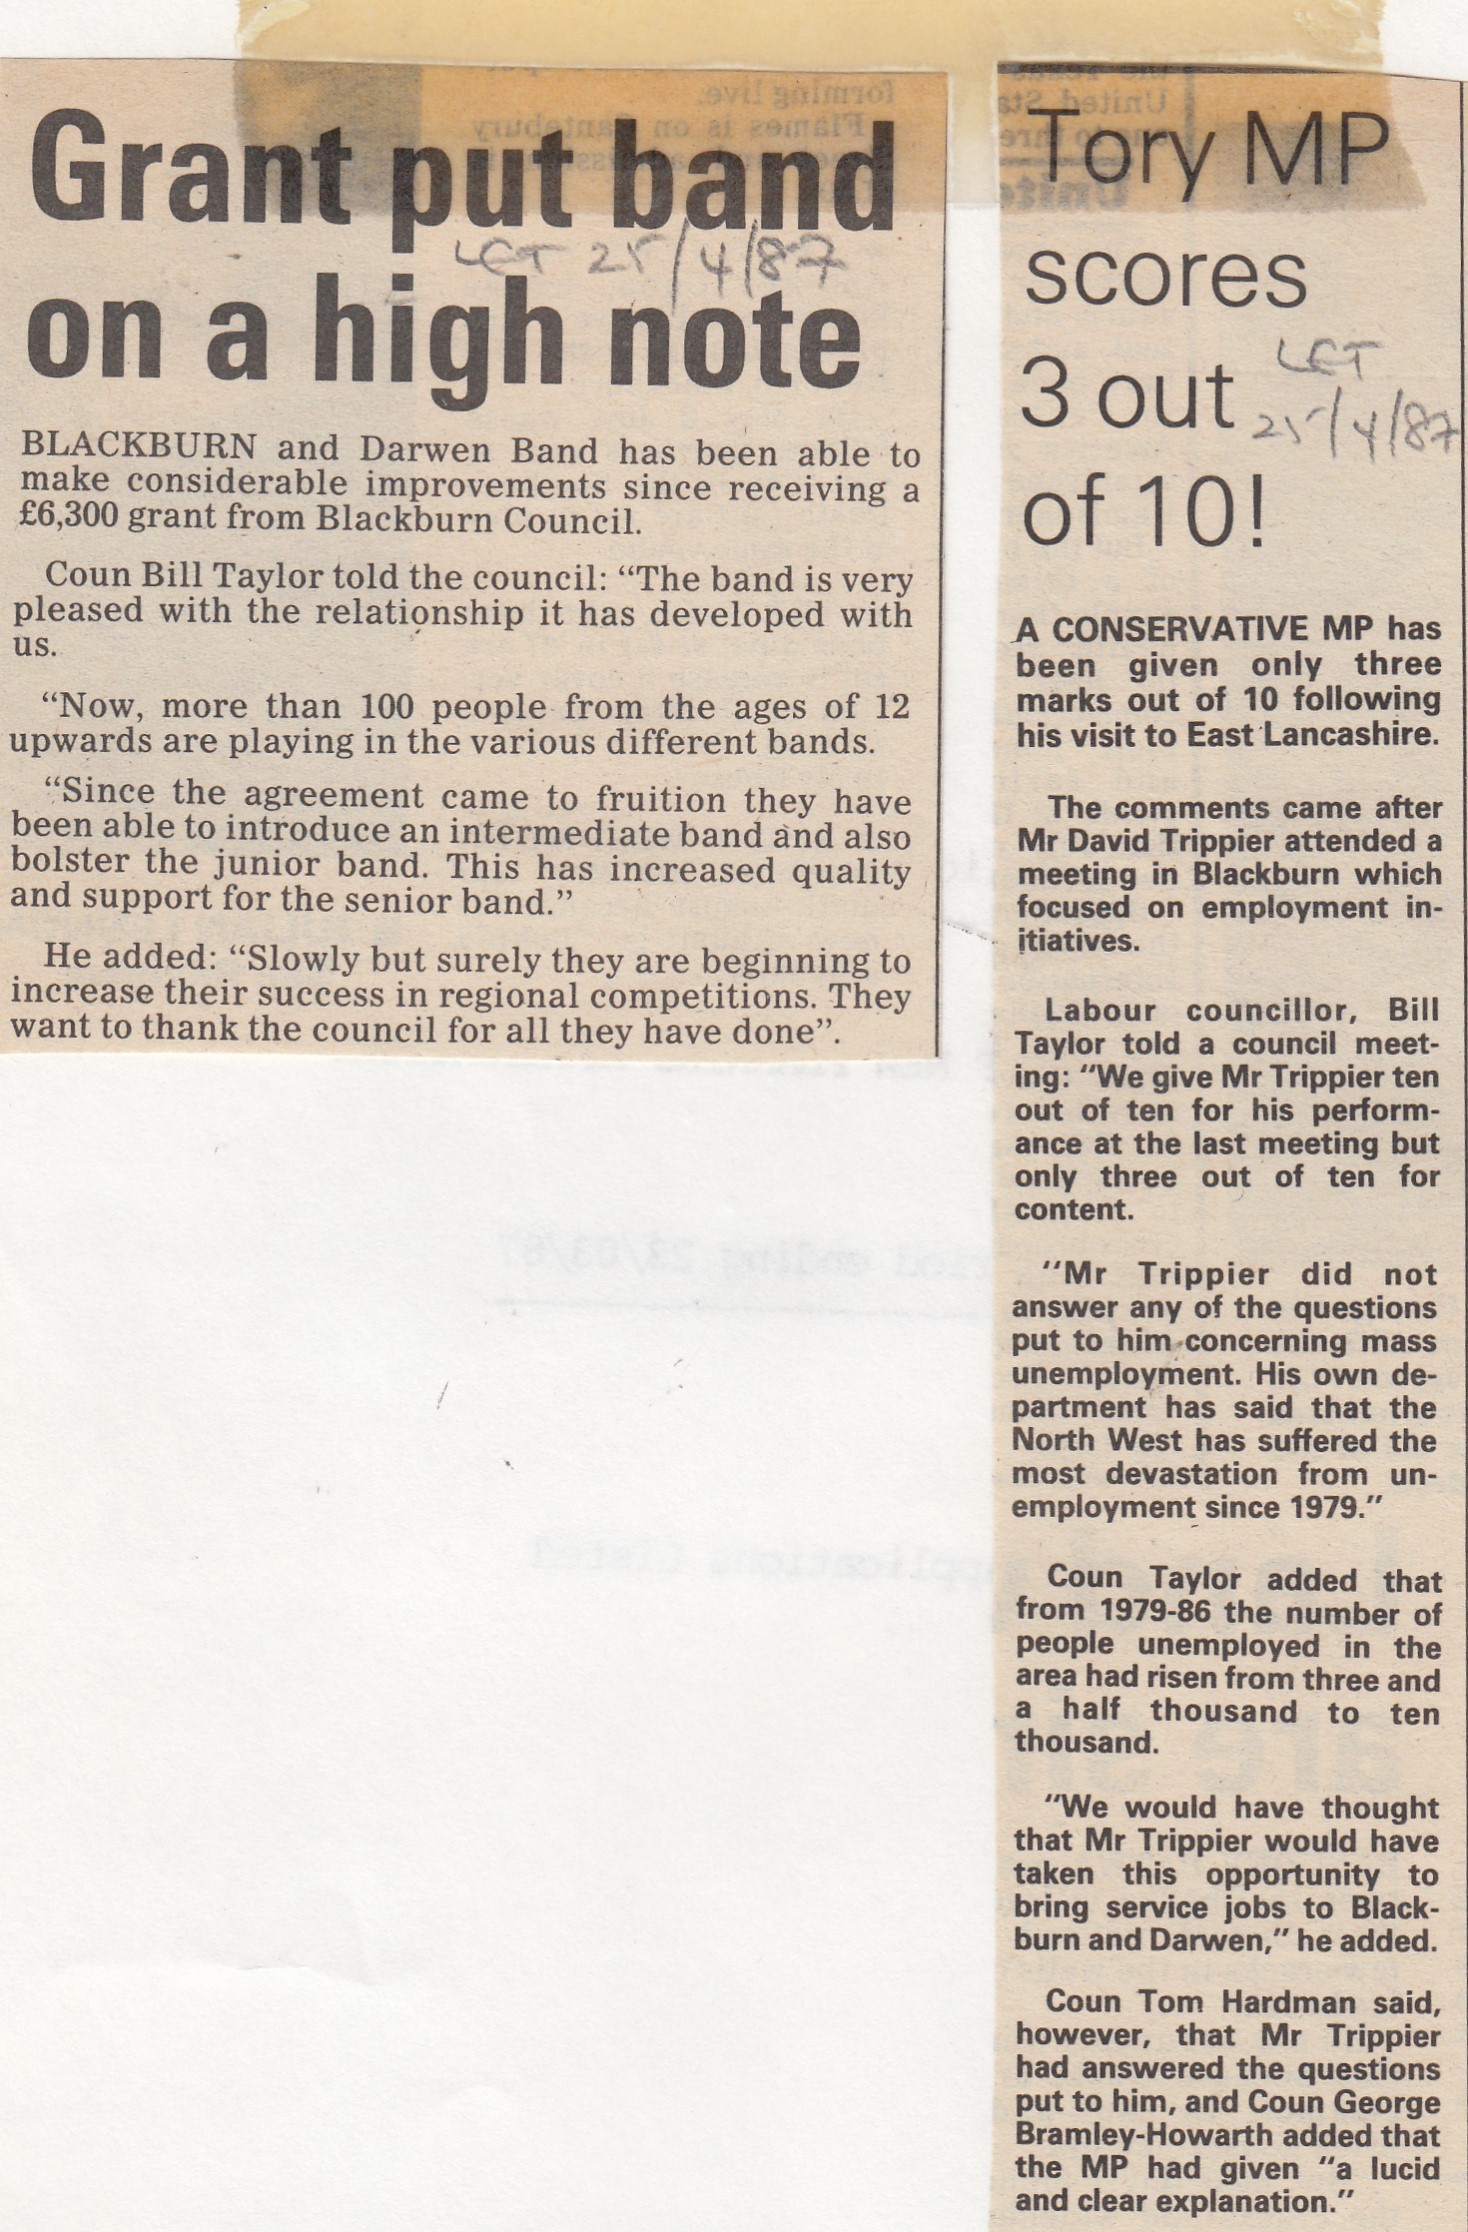 Grant put band
LET 25/4/87
on a high note
BLACKBURN and Darwen Band has been able to
make considerable improvements since receiving a
£6,300 grant from Blackburn Council.
Coun Bill Taylor told the council: “The band is very
pleased with the relationship it has developed with
us.
“Now, more than 100 people from the ages of 12
upwards are playing in the various different bands.
“Since the agreement came to fruition they have
been able to introduce an intermediate band and also
bolster the junior band. This has increased quality
and support for the senior band.”
He added: “Slowly but surely they are beginning to
increase their success in regional competitions. They
want to thank the council for all they have done”.
Tory MP
scores
3 out
LET
25/4/87
of 10!
A CONSERVATIVE MP has
been given only three
marks out of 10 following
his visit to East Lancashire.
The comments came after
Mr David Trippier attended a
meeting in Blackburn which
focused on employment in-
itiatives.
Labour councillor, Bill
Taylor told a council meet-
ing: “We give Mr Trippier ten
out of ten for his perform-
ance at the last meeting but
only three out of ten for
content.
“Mr Trippier did not
answer any of the questions
put to him concerning mass
unemployment. His own de-
partment has said that the
North West has suffered the
most devastation from un-
employment since 1979.”
Coun Taylor added that
from 1979-86 the number of
people unemployed in the
area had risen from three and
a half thousand to ten
thousand.
“We would have thought
that Mr Trippier would have
taken this opportunity to
bring service jobs to Black-
burn and Darwen,” he added.
Coun Tom Hardman said,
however, that Mr Trippier
had answered the questions
put to him, and Coun George
Bramley-Howarth added that
the MP had given “a lucid
and clear explanation.”